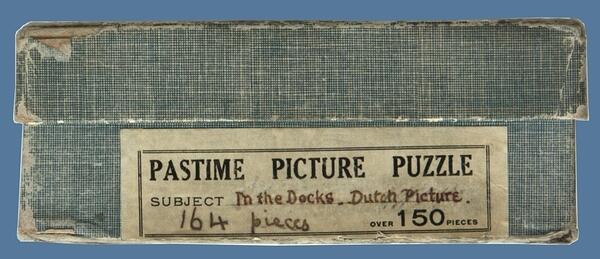 PASTIME PICTURE PUZZLE
SUBJECT In the Docks. Dutch Picture.
164 pieces OVER 150 PIECES